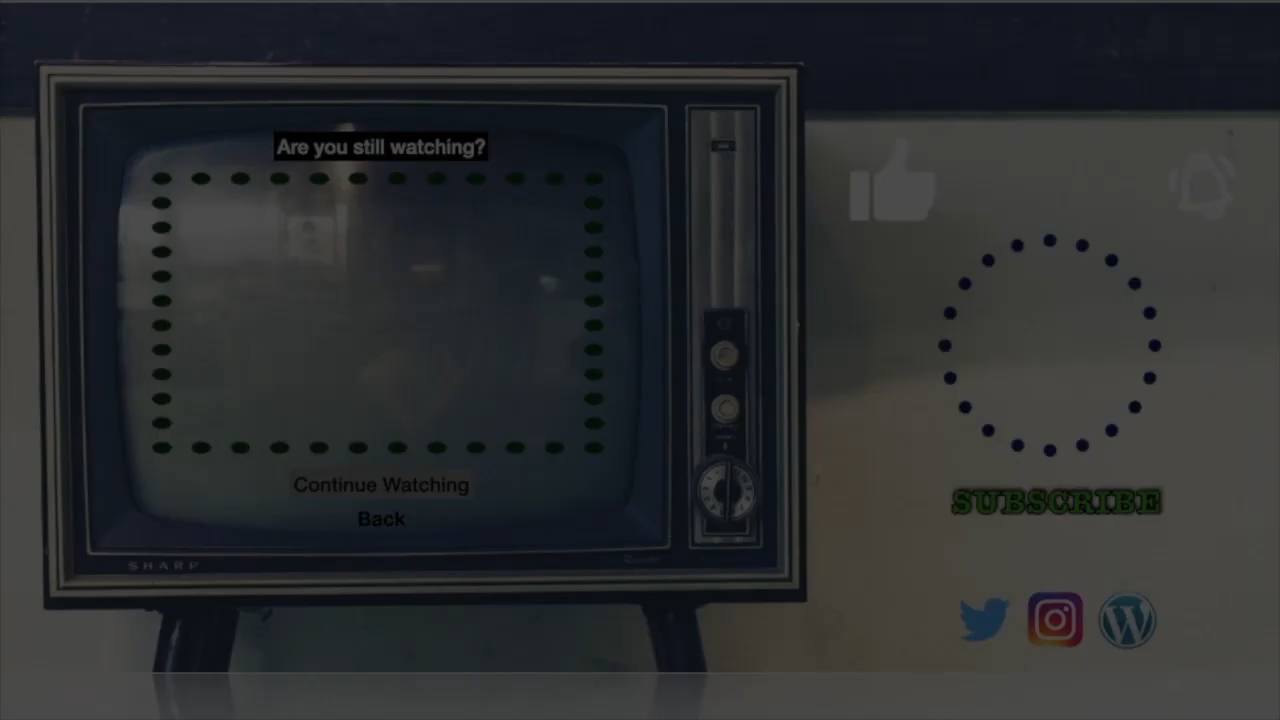 Are you still watching?
Continue Watching
Back
SHARP
SUBSCRIBE